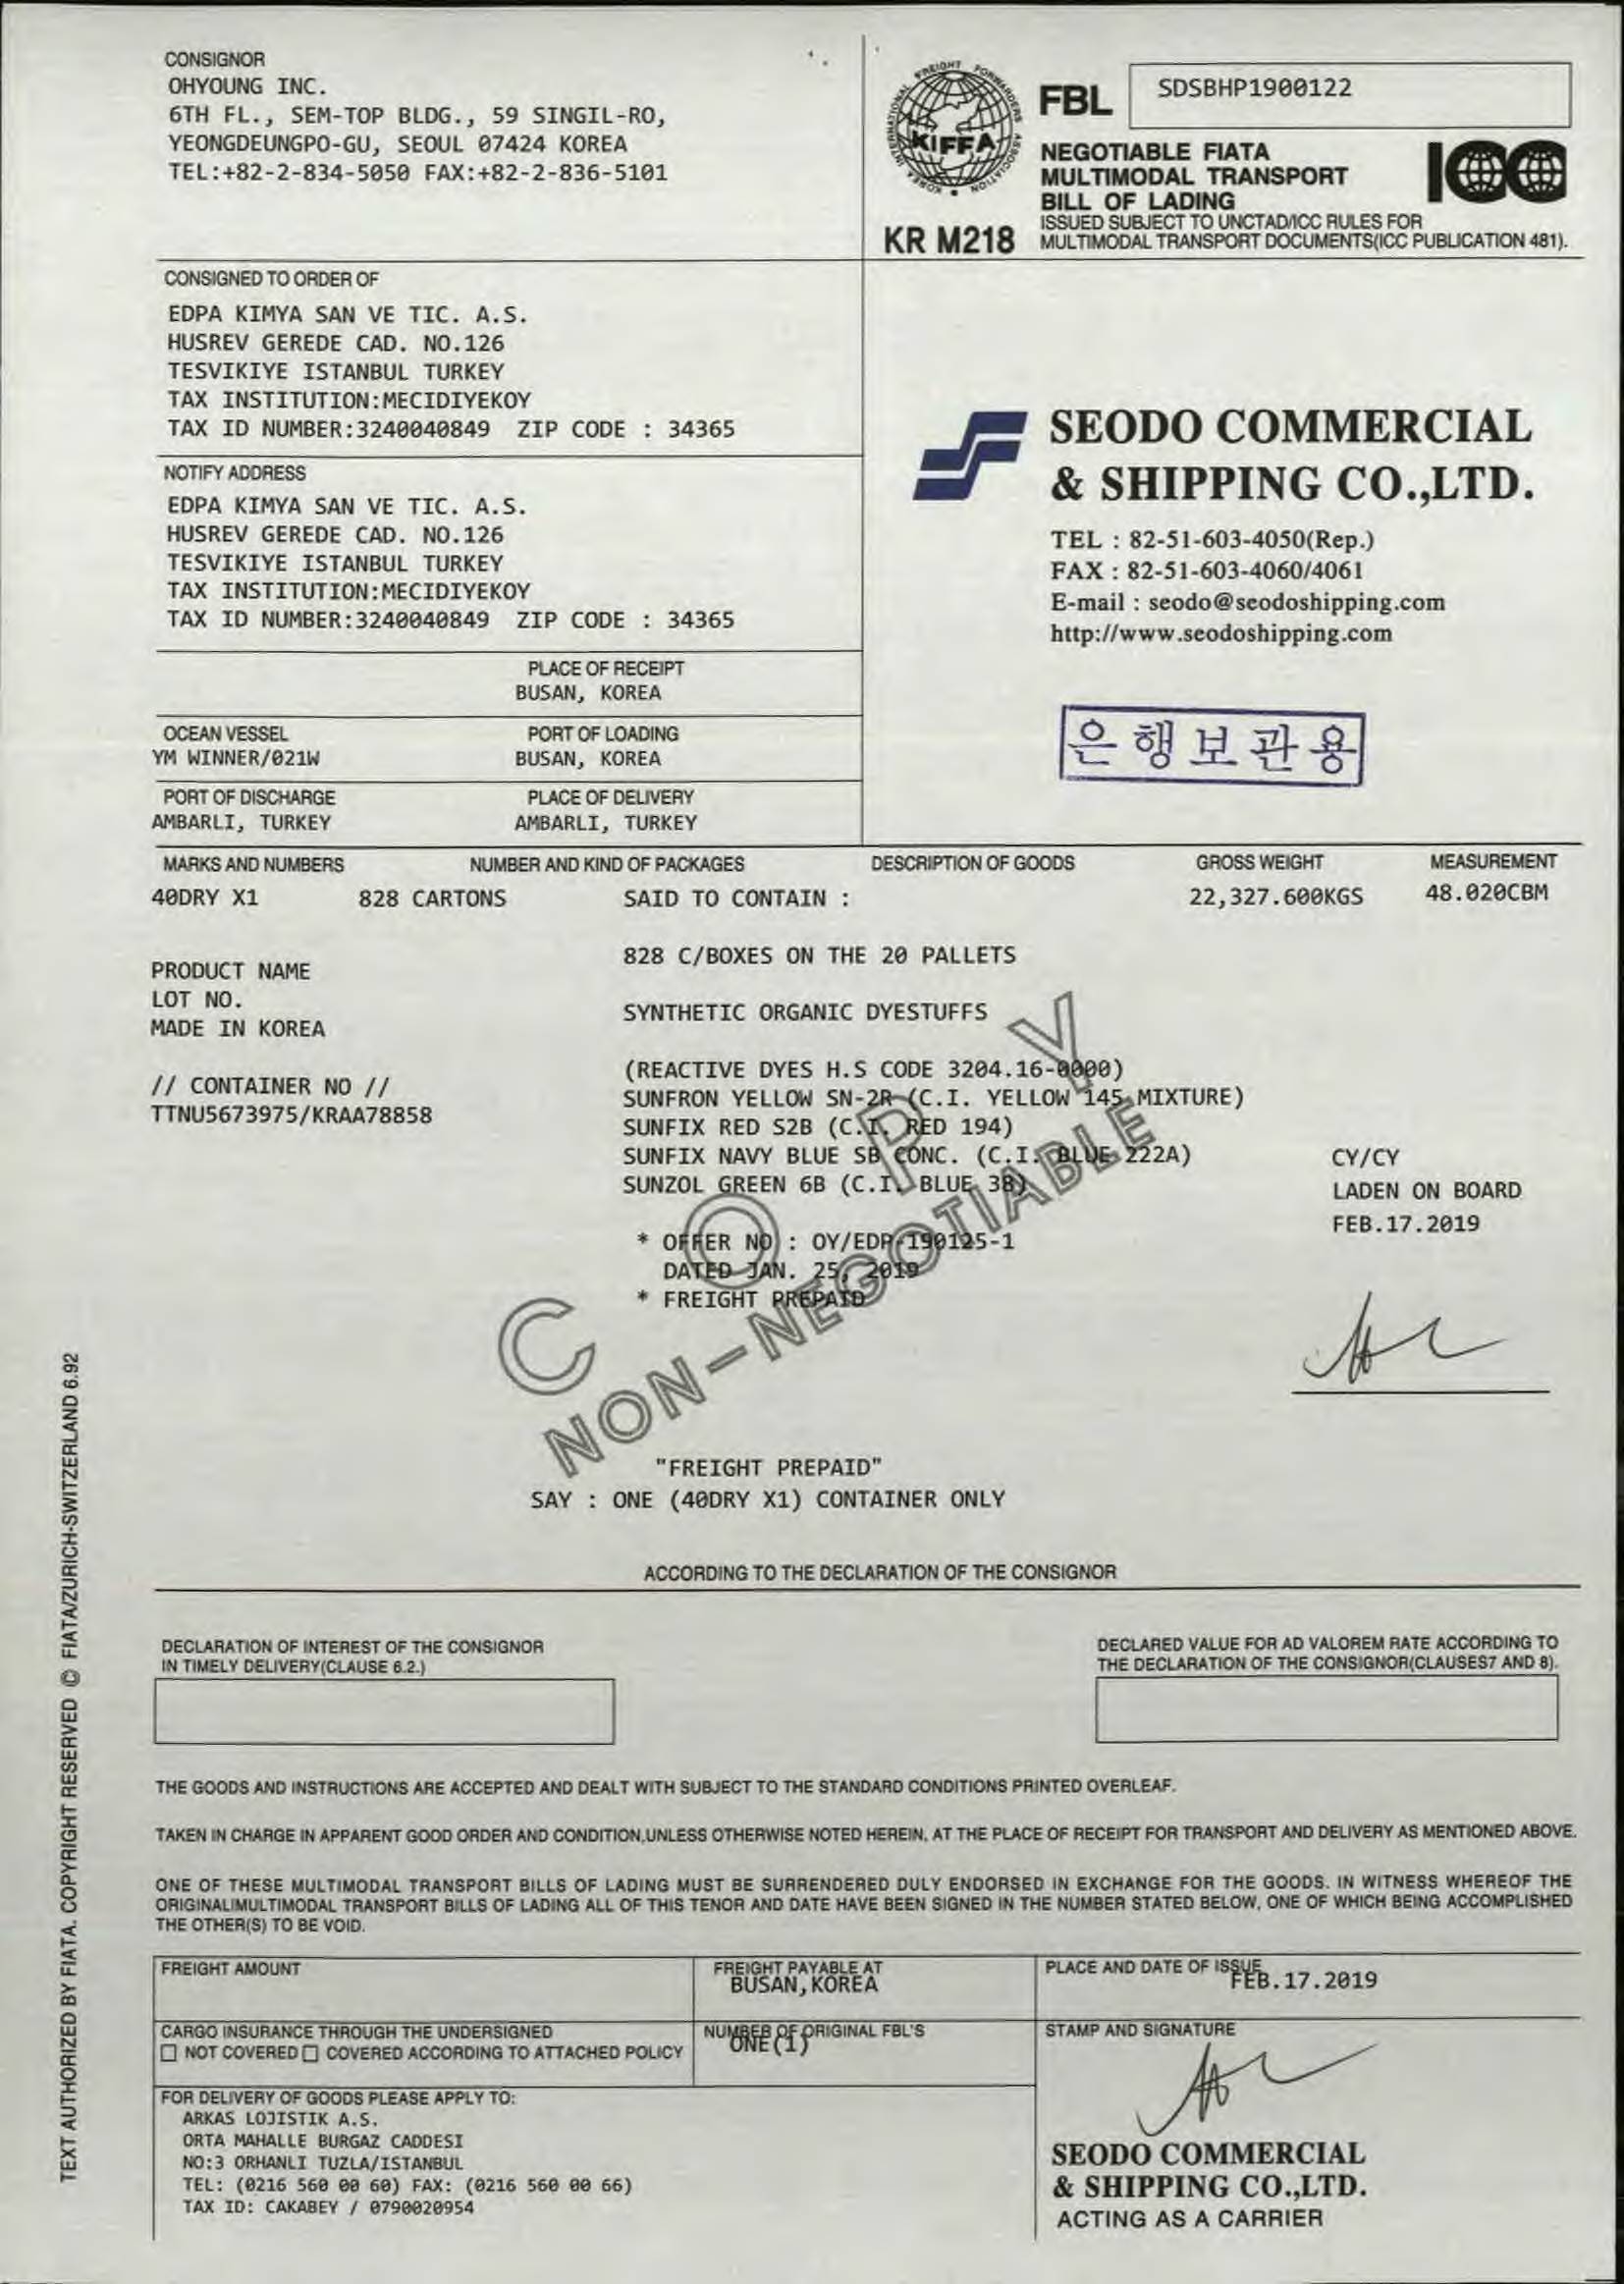 CONSIGNOR
OHYOUNG INC.
6TH FL., SEM-TOP BLDG., 59 SINGIL-RO,
YEONGDEUNGPO-GU, SEOUL 07424 KOREA
TEL:+82-2-834-5050 FAX:+82-2-836-5101
KOREA INTERNATIONAL FREIGHT FORWARDERS ASSOCIATION
KIFFA
KR M218
FBL
SDSBHP1900122
NEGOTIABLE FIATA
MULTIMODAL TRANSPORT
BILL OF LADING
ICC
ISSUED SUBJECT TO UNCTAD/ICC RULES FOR
MULTIMODAL TRANSPORT DOCUMENTS(ICC PUBLICATION 481).
CONSIGNED TO ORDER OF
EDPA KIMYA SAN VE TIC. A.S.
HUSREV GEREDE CAD. NO.126
TESVIKIYE ISTANBUL TURKEY
TAX INSTITUTION:MECIDIYEKOY
TAX ID NUMBER:3240040849 ZIP CODE : 34365
NOTIFY ADDRESS
EDPA KIMYA SAN VE TIC. A.S.
HUSREV GEREDE CAD. NO.126
TESVIKIYE ISTANBUL TURKEY
TAX INSTITUTION:MECIDIYEKOY
TAX ID NUMBER:3240040849 ZIP CODE : 34365
SEODO COMMERCIAL
& SHIPPING CO.,LTD.
TEL : 82-51-603-4050(Rep.)
FAX : 82-51-603-4060/4061
E-mail : seodo@seodoshipping.com
http://www.seodoshipping.com
은행보관용
PLACE OF RECEIPT
BUSAN, KOREA
OCEAN VESSEL PORT OF LOADING
YM WINNER/021W BUSAN, KOREA
PORT OF DISCHARGE PLACE OF DELIVERY
AMBARLI, TURKEY AMBARLI, TURKEY
MARKS AND NUMBERS NUMBER AND KIND OF PACKAGES DESCRIPTION OF GOODS GROSS WEIGHT MEASUREMENT
40DRY X1 828 CARTONS SAID TO CONTAIN : 22,327.600KGS 48.020CBM
828 C/BOXES ON THE 20 PALLETS
PRODUCT NAME
LOT NO.
MADE IN KOREA
SYNTHETIC ORGANIC DYESTUFFS
// CONTAINER NO //
TTNU5673975/KRAA78858
(REACTIVE DYES H.S CODE 3204.16-0000)
SUNFRON YELLOW SN-2R (C.I. YELLOW 145 MIXTURE)
SUNFIX RED S2B (C.I. RED 194)
SUNFIX NAVY BLUE SB CONC. (C.I. BLUE 222A)
SUNZOL GREEN 6B (C.I. BLUE 38)
CY/CY
LADEN ON BOARD
FEB.17.2019
* OFFER NO : OY/EDP-190125-1
DATED JAN. 25, 2019
* FREIGHT PREPAID
COPY
NON-NEGOTIABLE
"FREIGHT PREPAID"
SAY : ONE (40DRY X1) CONTAINER ONLY
ACCORDING TO THE DECLARATION OF THE CONSIGNOR
DECLARATION OF INTEREST OF THE CONSIGNOR
IN TIMELY DELIVERY(CLAUSE 6.2.)
DECLARED VALUE FOR AD VALOREM RATE ACCORDING TO
THE DECLARATION OF THE CONSIGNOR(CLAUSES7 AND 8).
THE GOODS AND INSTRUCTIONS ARE ACCEPTED AND DEALT WITH SUBJECT TO THE STANDARD CONDITIONS PRINTED OVERLEAF.
TAKEN IN CHARGE IN APPARENT GOOD ORDER AND CONDITION,UNLESS OTHERWISE NOTED HEREIN, AT THE PLACE OF RECEIPT FOR TRANSPORT AND DELIVERY AS MENTIONED ABOVE.
ONE OF THESE MULTIMODAL TRANSPORT BILLS OF LADING MUST BE SURRENDERED DULY ENDORSED IN EXCHANGE FOR THE GOODS. IN WITNESS WHEREOF THE
ORIGINALIMULTIMODAL TRANSPORT BILLS OF LADING ALL OF THIS TENOR AND DATE HAVE BEEN SIGNED IN THE NUMBER STATED BELOW, ONE OF WHICH BEING ACCOMPLISHED
THE OTHER(S) TO BE VOID.
FREIGHT AMOUNT
FREIGHT PAYABLE AT
BUSAN,KOREA
PLACE AND DATE OF ISSUE
FEB.17.2019
CARGO INSURANCE THROUGH THE UNDERSIGNED
☐ NOT COVERED ☐ COVERED ACCORDING TO ATTACHED POLICY
NUMBER OF ORIGINAL FBL'S
ONE(1)
STAMP AND SIGNATURE
FOR DELIVERY OF GOODS PLEASE APPLY TO:
ARKAS LOJISTIK A.S.
ORTA MAHALLE BURGAZ CADDESI
NO:3 ORHANLI TUZLA/ISTANBUL
TEL: (0216 560 00 60) FAX: (0216 560 00 66)
TAX ID: CAKABEY / 0790020954
SEODO COMMERCIAL
& SHIPPING CO.,LTD.
ACTING AS A CARRIER
TEXT AUTHORIZED BY FIATA. COPYRIGHT RESERVED © FIATA/ZURICH-SWITZERLAND 6.92